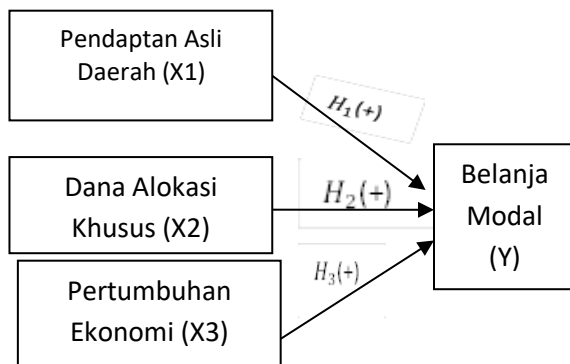 Pendaptan Asli
Daerah (X1)
H₁(+)
Dana Alokasi
Khusus (X2)
H₂(+)
Pertumbuhan
Ekonomi (X3)
H₃(+)
Belanja
Modal
(Y)